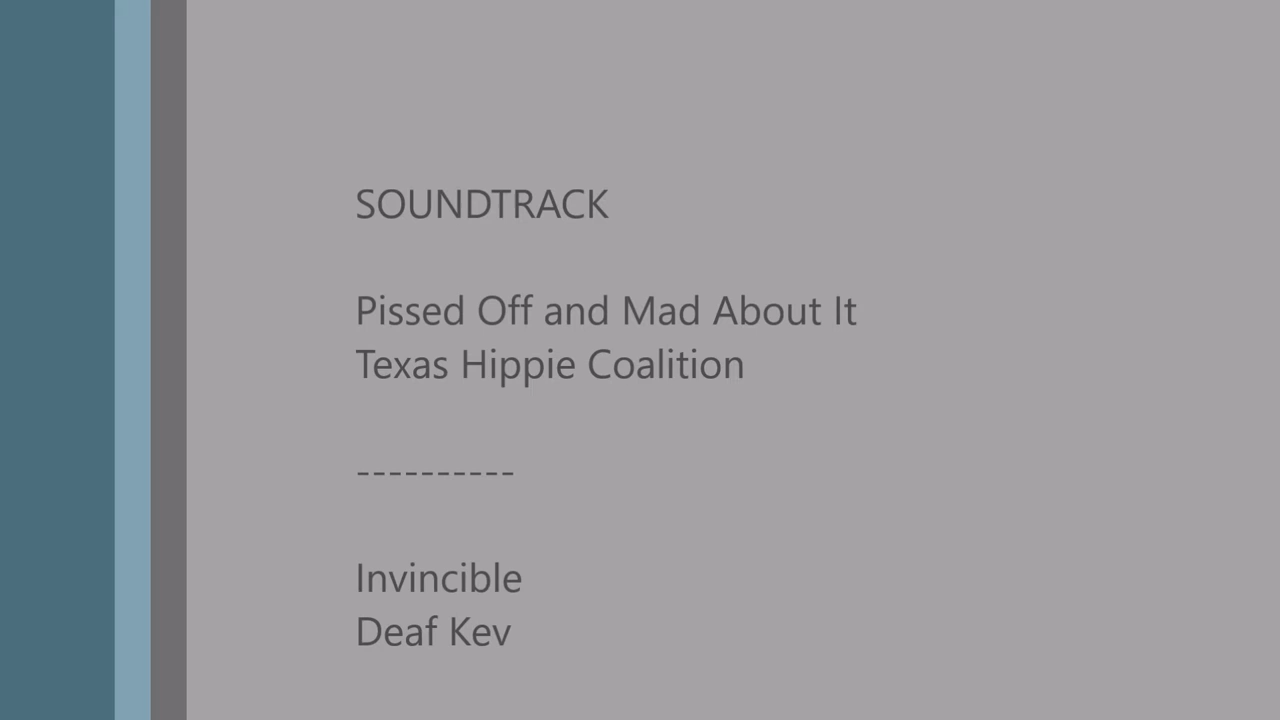 SOUNDTRACK
Pissed Off and Mad About It
Texas Hippie Coalition
----------
Invincible
Deaf Kev